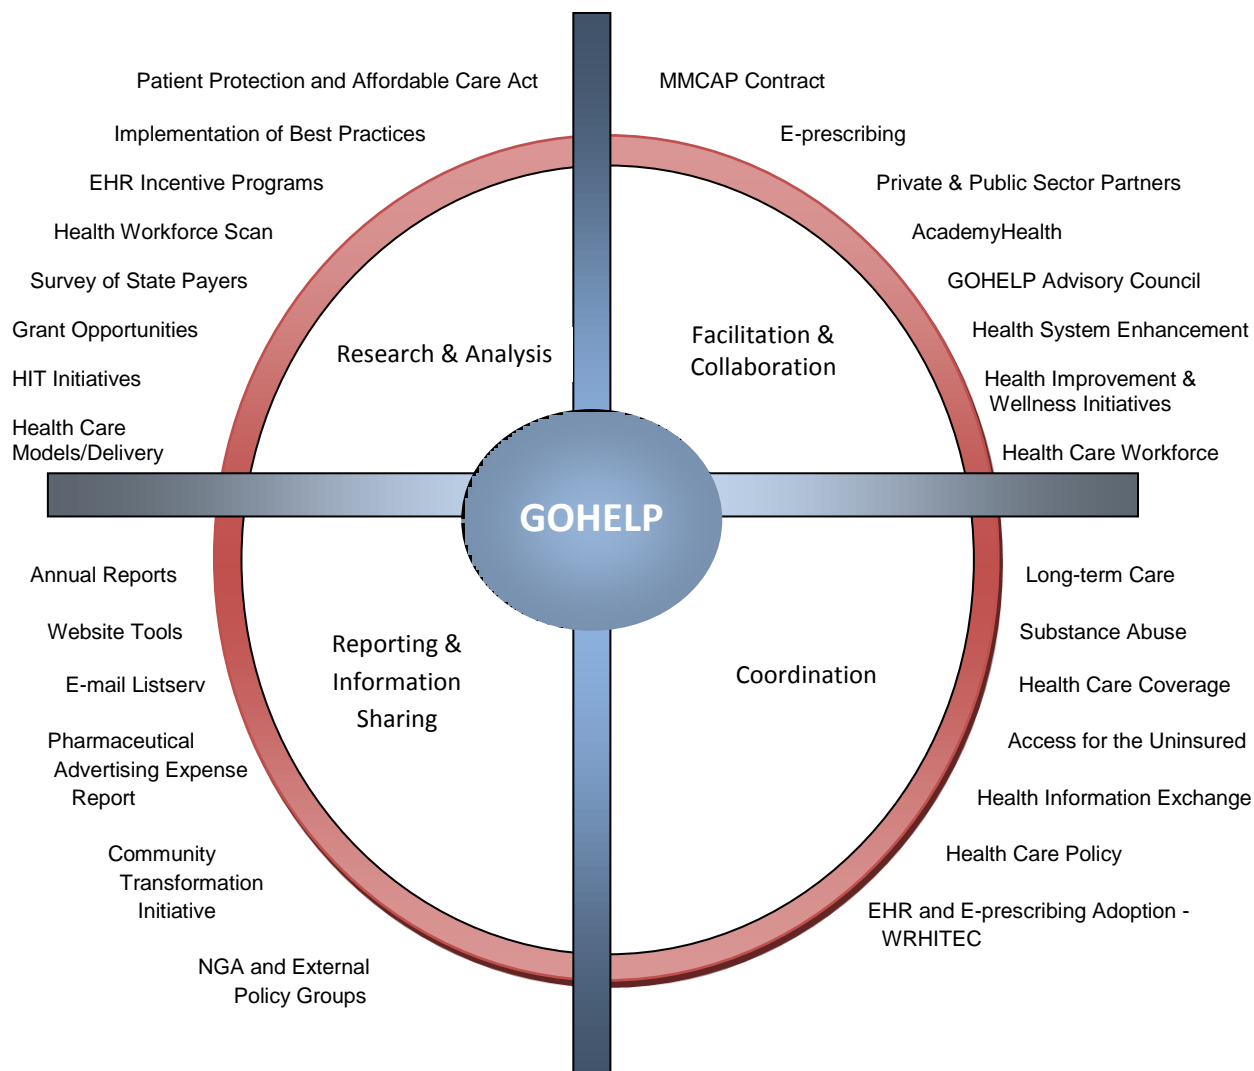 Patient Protection and Affordable Care Act
Implementation of Best Practices
EHR Incentive Programs
Health Workforce Scan
Survey of State Payers
Grant Opportunities
HIT Initiatives
Health Care
Models/Delivery
Research & Analysis
MMCAP Contract
E-prescribing
Private & Public Sector Partners
AcademyHealth
GOHELP Advisory Council
Health System Enhancement
Health Improvement &
Wellness Initiatives
Health Care Workforce
Facilitation &
Collaboration
GOHELP
Annual Reports
Website Tools
E-mail Listserv
Pharmaceutical
Advertising Expense
Report
Community
Transformation
Initiative
NGA and External
Policy Groups
Reporting &
Information
Sharing
Coordination
Long-term Care
Substance Abuse
Health Care Coverage
Access for the Uninsured
Health Information Exchange
Health Care Policy
EHR and E-prescribing Adoption -
WRHITEC